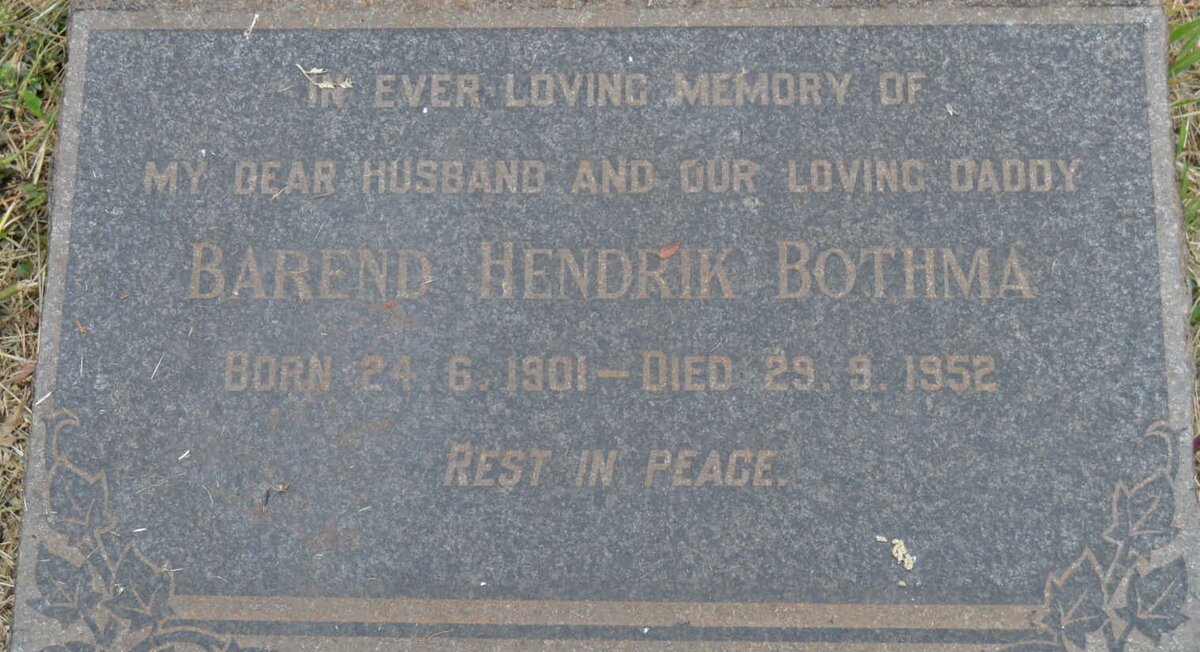 IN EVER LOVING MEMORY OF
MY DEAR HUSBAND AND OUR LOVING DADDY
BAREND HENDRIK BOTHMA
BORN 24. 6. 1901 – DIED 29. 9. 1952
REST IN PEACE.